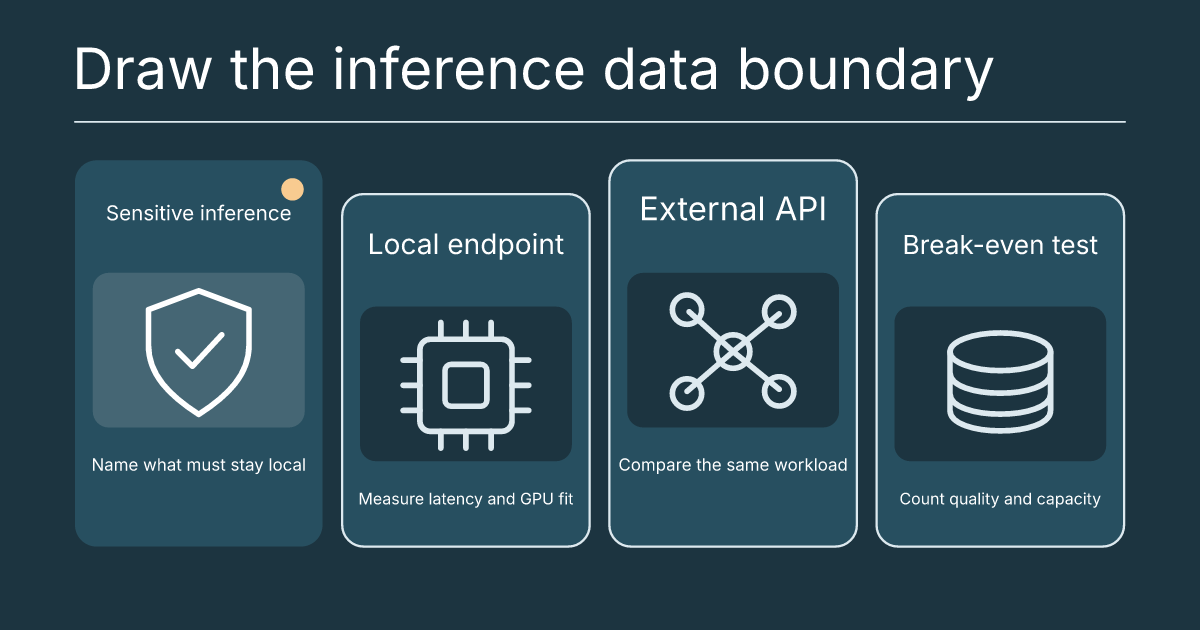 Draw the inference data boundary
Sensitive inference
Name what must stay local
Local endpoint
Measure latency and GPU fit
External API
Compare the same workload
Break-even test
Count quality and capacity